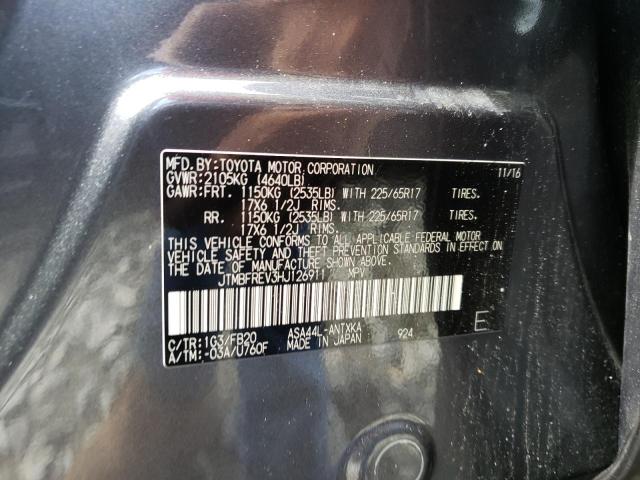 MFD. BY:TOYOTA MOTOR CORPORATION 11/16
GVWR:2105KG (4640LB)
GAWR:FRT. 1150KG (2535LB) WITH 225/65R17 TIRES.
17X6 1/2J RIMS.
RR. 1150KG (2535LB) WITH 225/65R17 TIRES.
17X6 1/2J RIMS.
THIS VEHICLE CONFORMS TO ALL APPLICABLE FEDERAL MOTOR
VEHICLE SAFETY AND THEFT PREVENTION STANDARDS IN EFFECT ON
THE DATE OF MANUFACTURE SHOWN ABOVE.
JTMBFREV3HJ126911 MPV
C/TR:1G3/FB20 ASA44L-ANTXKA E
A/TM:-03A/U760F MADE IN JAPAN 924